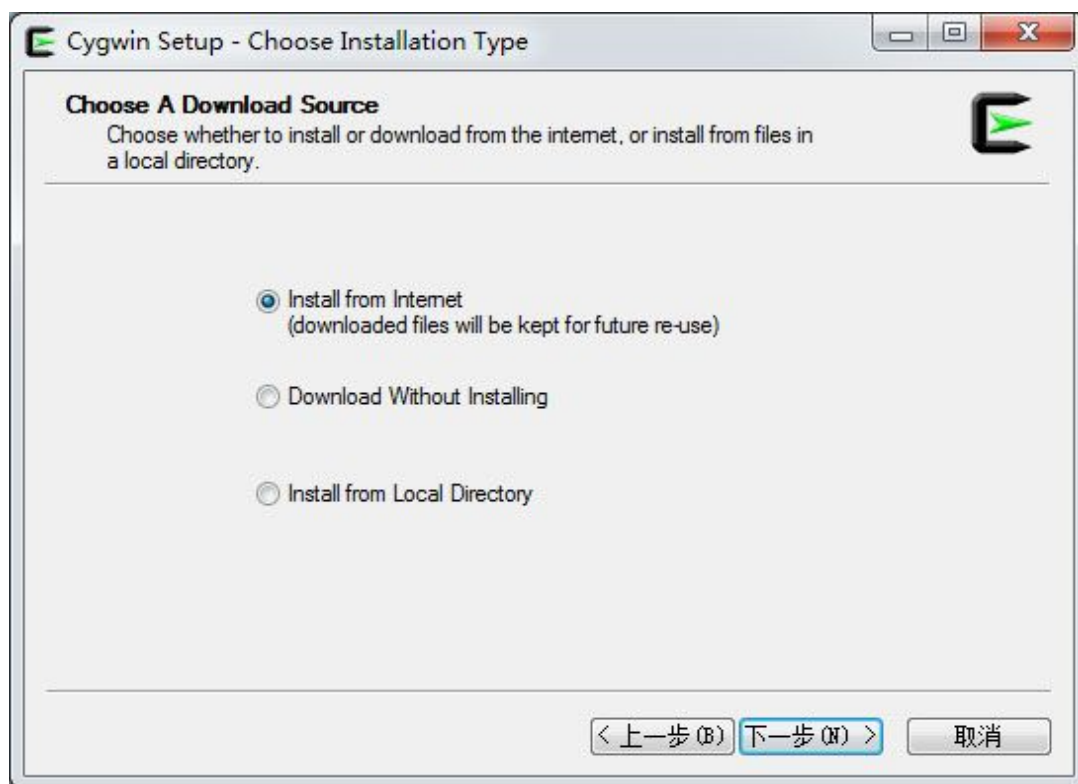 Cygwin Setup - Choose Installation Type
Choose A Download Source
Choose whether to install or download from the internet, or install from files in
a local directory.
Install from Internet
(downloaded files will be kept for future re-use)
Download Without Installing
Install from Local Directory
< 上一步(B) 下一步(N) > 取消